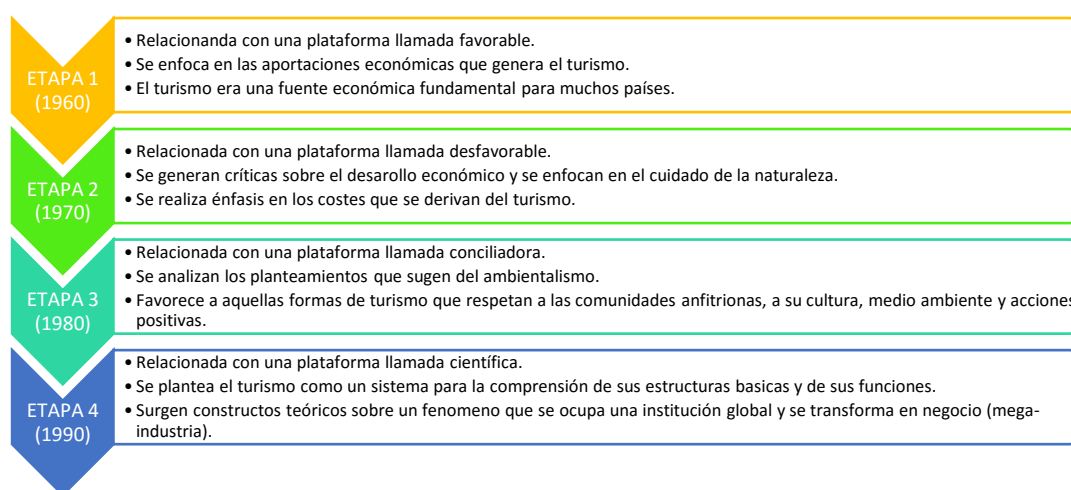 ETAPA 1
(1960)
• Relacionanda con una plataforma llamada favorable.
• Se enfoca en las aportaciones económicas que genera el turismo.
• El turismo era una fuente económica fundamental para muchos países.
ETAPA 2
(1970)
• Relacionada con una plataforma llamada desfavorable.
• Se generan críticas sobre el desarollo económico y se enfocan en el cuidado de la naturaleza.
• Se realiza énfasis en los costes que se derivan del turismo.
ETAPA 3
(1980)
• Relacionada con una plataforma llamada conciliadora.
• Se analizan los planteamientos que sugen del ambientalismo.
• Favorece a aquellas formas de turismo que respetan a las comunidades anfitrionas, a su cultura, medio ambiente y acciones
positivas.
ETAPA 4
(1990)
• Relacionada con una plataforma llamada científica.
• Se plantea el turismo como un sistema para la comprensión de sus estructuras basicas y de sus funciones.
• Surgen constructos teóricos sobre un fenomeno que se ocupa una institución global y se transforma en negocio (mega-
industria).